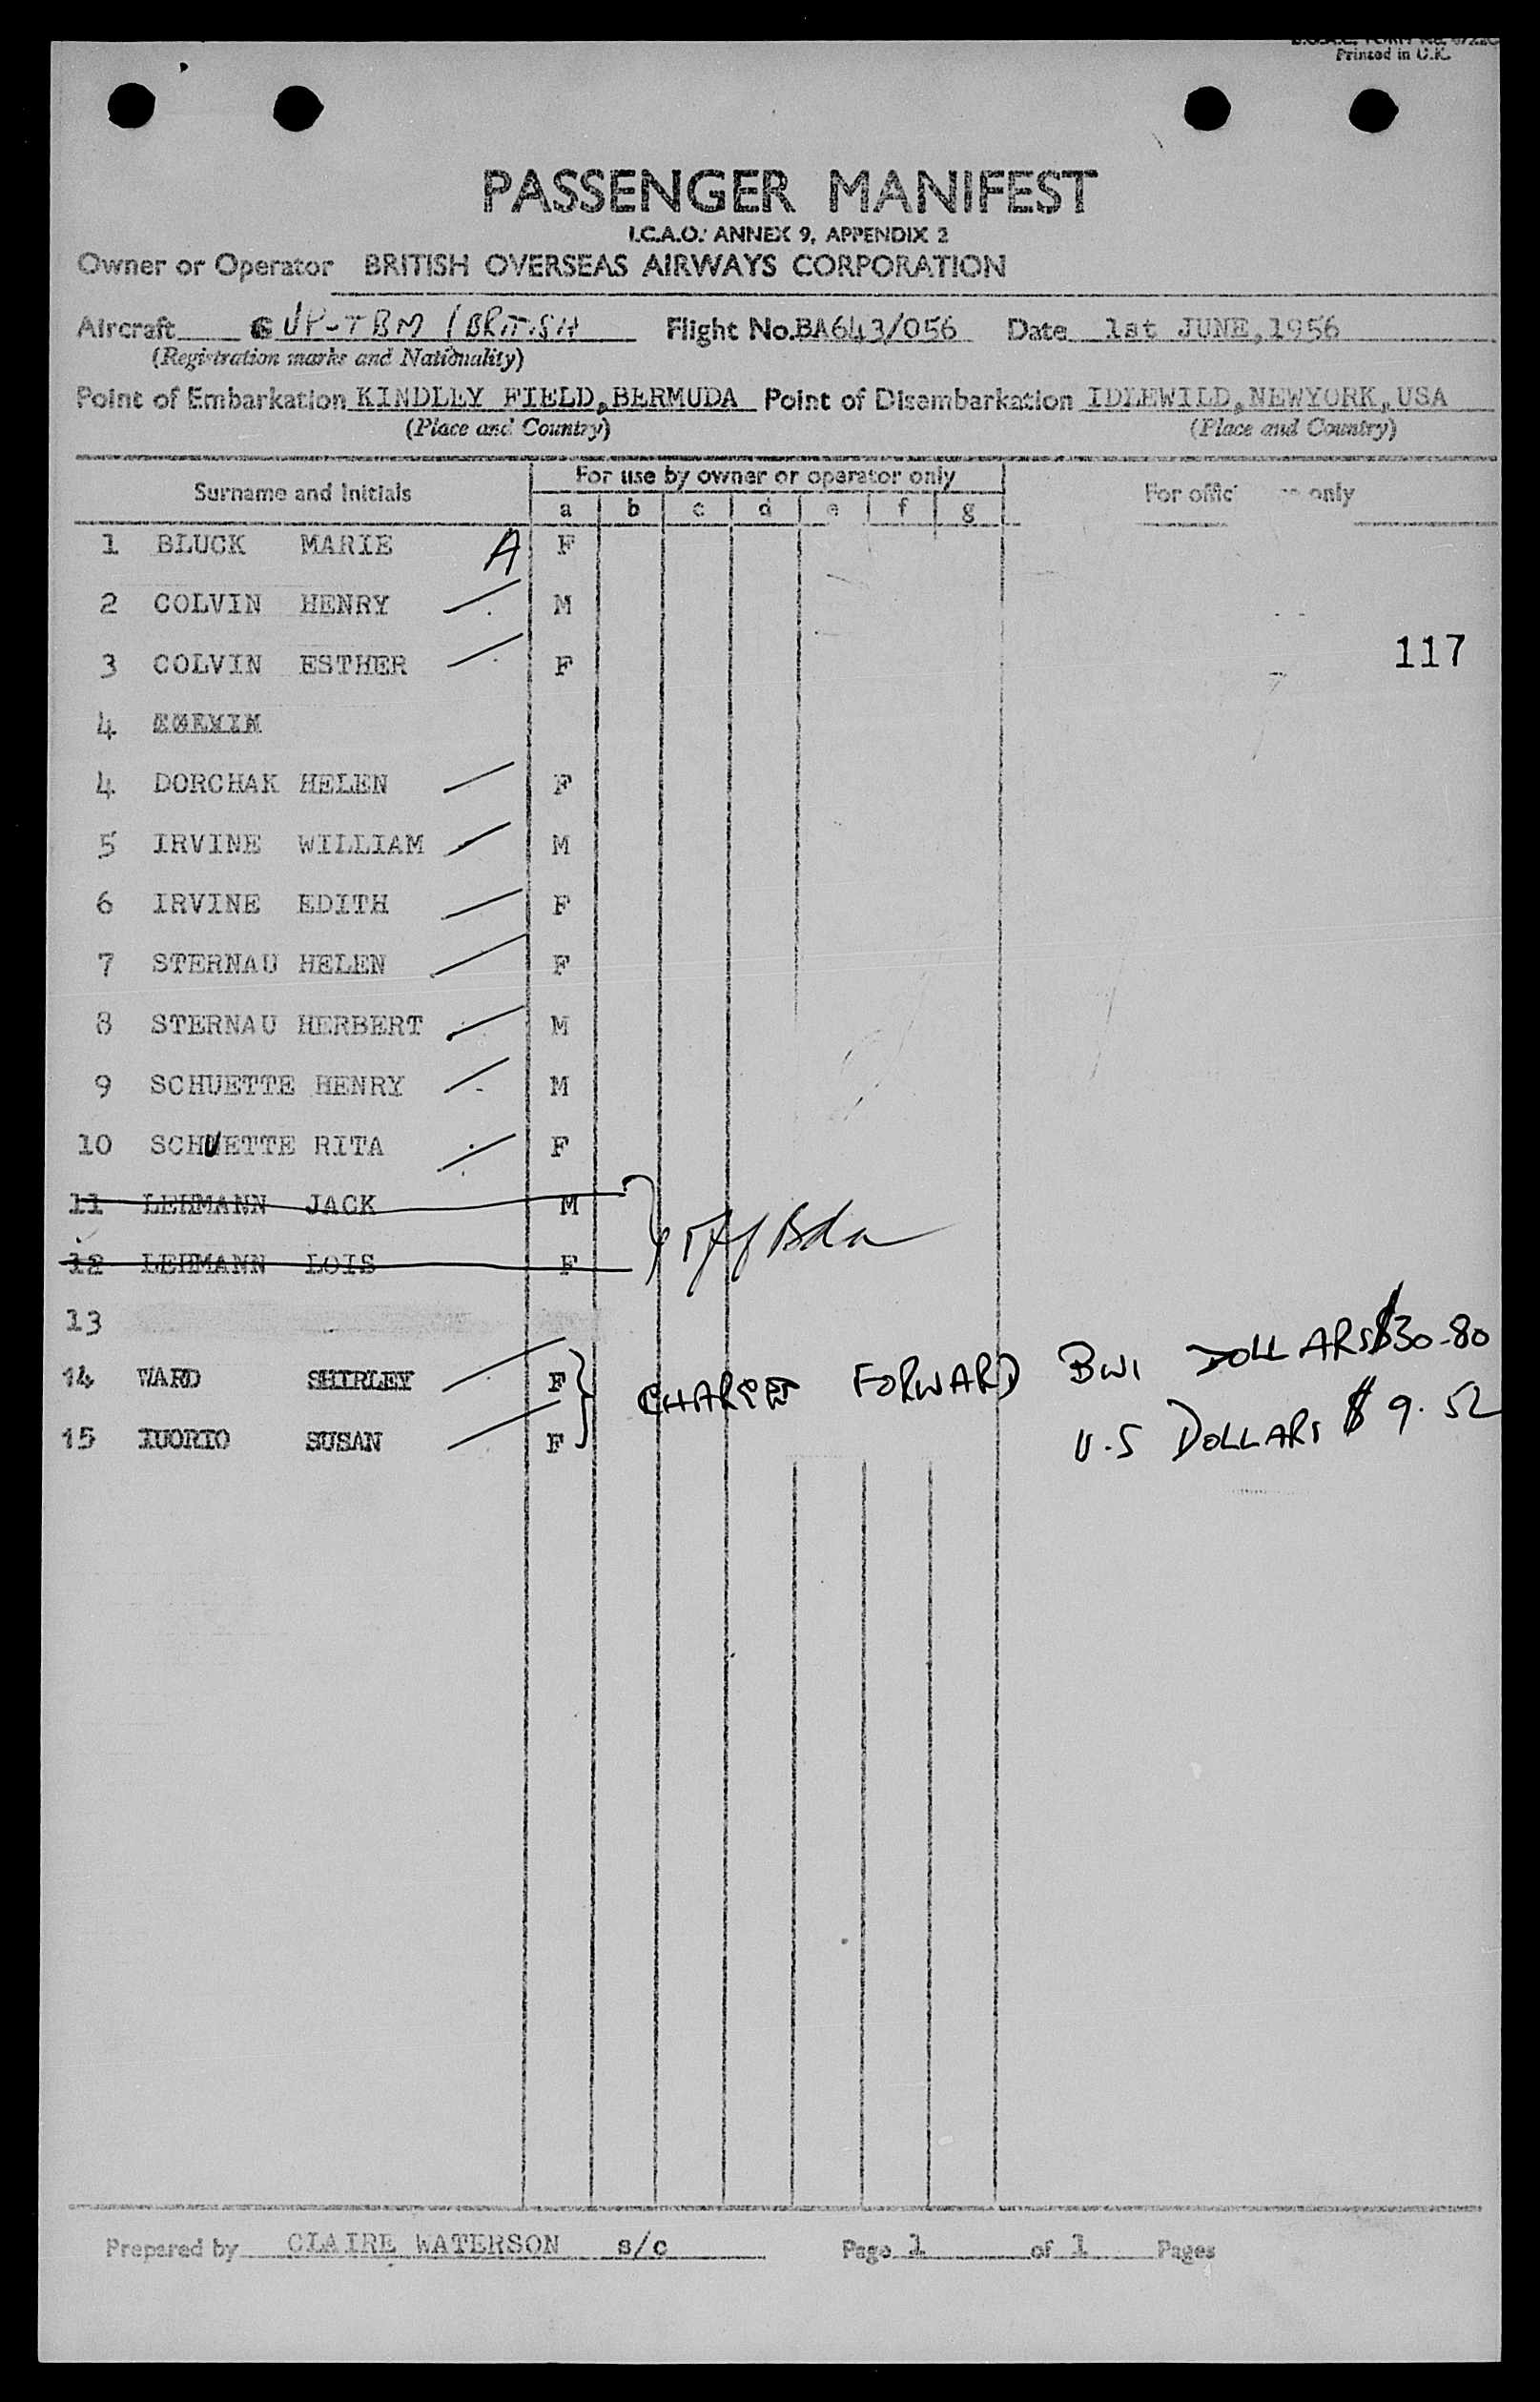 Printed in U.K.
PASSENGER MANIFEST
I.C.A.O. ANNEX 9, APPENDIX 2
Owner or Operator BRITISH OVERSEAS AIRWAYS CORPORATION
Aircraft G VP-TBM (BRITISH Flight No. BA643/056 Date 1st JUNE, 1956
(Registration marks and Nationality)
Point of Embarkation KINDLEY FIELD, BERMUDA Point of Disembarkation IDLEWILD, NEWYORK, USA
(Place and Country) (Place and Country)
Surname and Initials For use by owner or operator only For only
a b c d e f g
1 BLUCK MARIE A F
2 COLVIN HENRY M
3 COLVIN ESTHER F
117
4
4 DORCHAK HELEN F
5 IRVINE WILLIAM M
6 IRVINE EDITH F
7 STERNAU HELEN F
8 STERNAU HERBERT M
9 SCHUETTE HENRY M
10 SCHUETTE RITA F
11 LEHMANN JACK M
off Bda
12 LEHMANN LOIS F
13
14 WARD SHIRLEY F CHARGES FORWARD BWI DOLLARS $30-80
15 IUORIO SUSAN F U.S DOLLARS $ 9.52
Prepared by CLAIRE WATERSON s/c Page 1 of 1 Pages